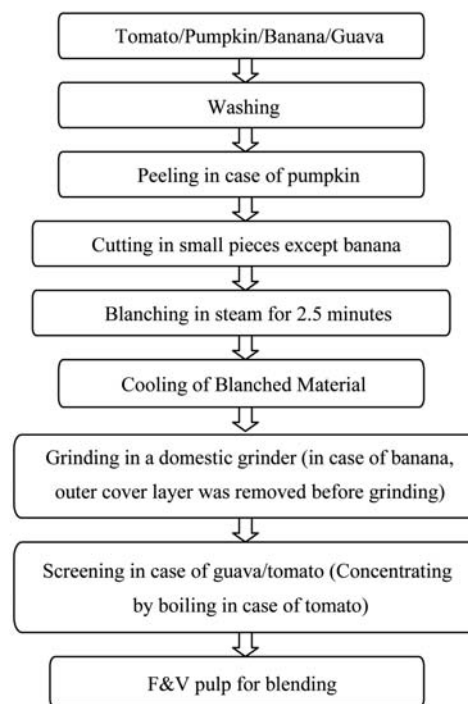 Tomato/Pumpkin/Banana/Guava
Washing
Peeling in case of pumpkin
Cutting in small pieces except banana
Blanching in steam for 2.5 minutes
Cooling of Blanched Material
Grinding in a domestic grinder (in case of banana,
outer cover layer was removed before grinding)
Screening in case of guava/tomato (Concentrating
by boiling in case of tomato)
F&V pulp for blending